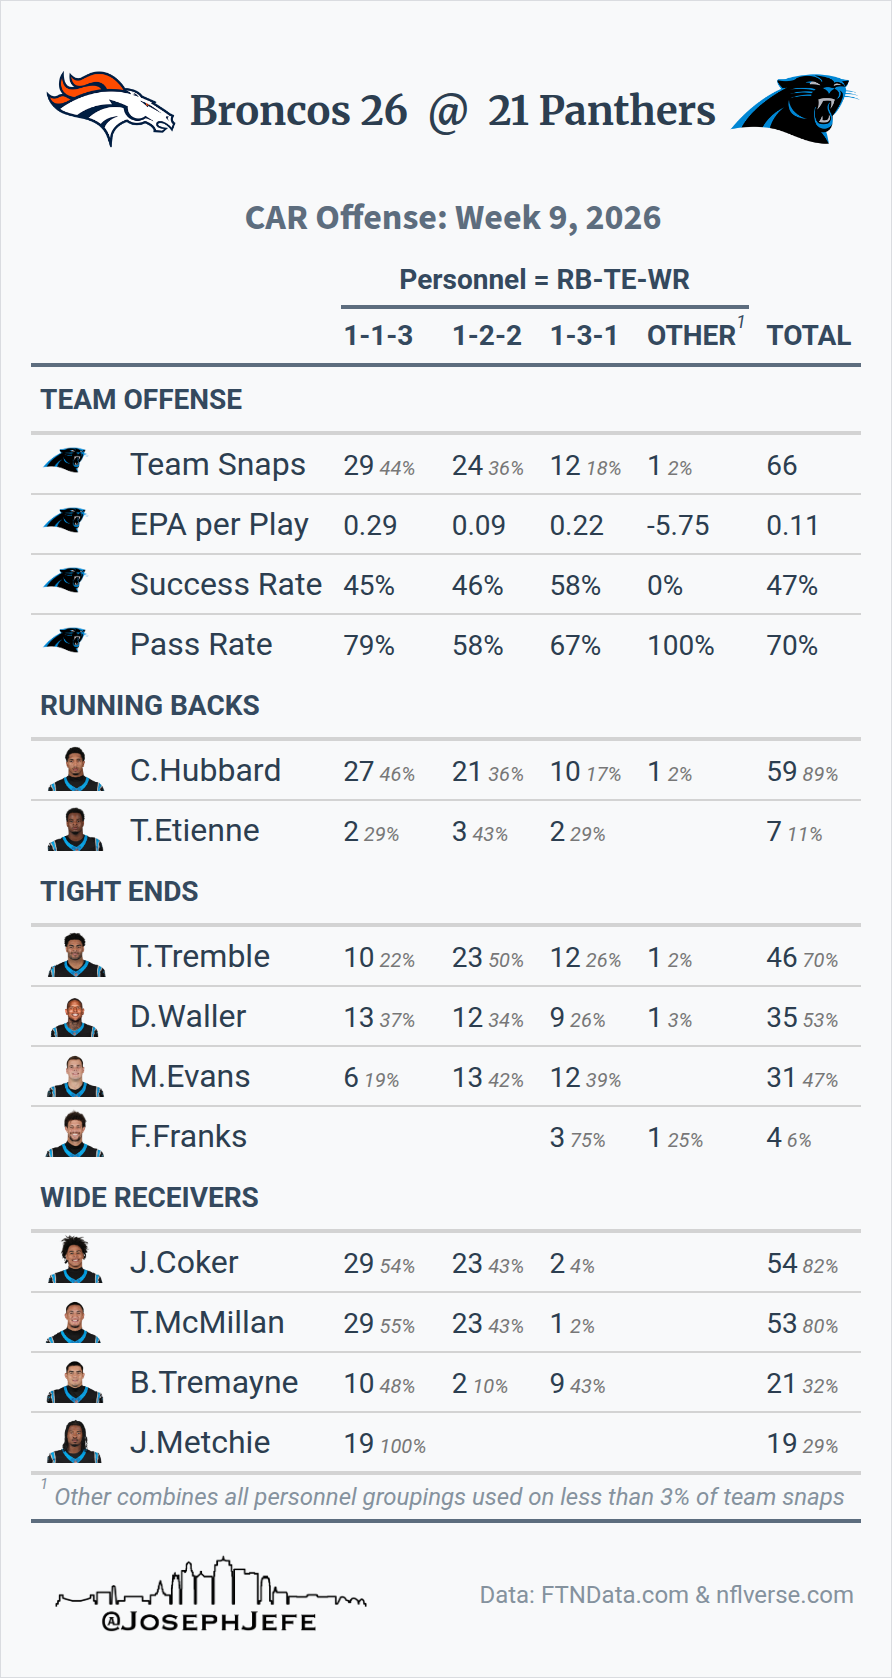 Broncos 26 @ 21 Panthers
CAR Offense: Week 9, 2026
Personnel = RB-TE-WR
1-1-3 1-2-2 1-3-1 OTHER1 TOTAL
TEAM OFFENSE
Team Snaps 29 44% 24 36% 12 18% 1 2% 66
EPA per Play 0.29 0.09 0.22 -5.75 0.11
Success Rate 45% 46% 58% 0% 47%
Pass Rate 79% 58% 67% 100% 70%
RUNNING BACKS
C.Hubbard 27 46% 21 36% 10 17% 1 2% 59 89%
T.Etienne 2 29% 3 43% 2 29% 7 11%
TIGHT ENDS
T.Tremble 10 22% 23 50% 12 26% 1 2% 46 70%
D.Waller 13 37% 12 34% 9 26% 1 3% 35 53%
M.Evans 6 19% 13 42% 12 39% 31 47%
F.Franks 3 75% 1 25% 4 6%
WIDE RECEIVERS
J.Coker 29 54% 23 43% 2 4% 54 82%
T.McMillan 29 55% 23 43% 1 2% 53 80%
B.Tremayne 10 48% 2 10% 9 43% 21 32%
J.Metchie 19 100% 19 29%
1 Other combines all personnel groupings used on less than 3% of team snaps
@JosephJefe
Data: FTNData.com & nflverse.com